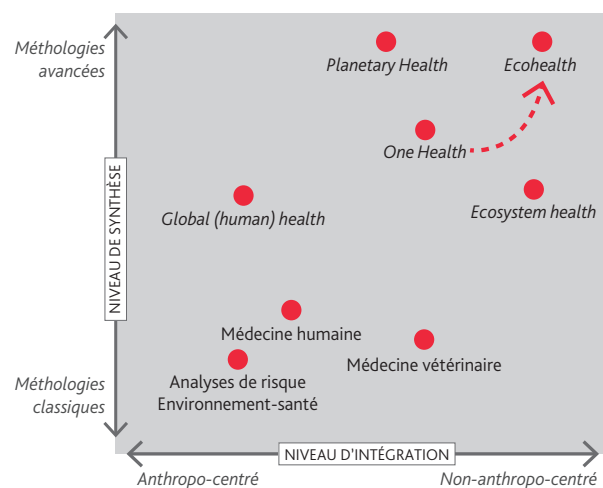 Méthologies
avancées
Planetary Health
Ecohealth
One Health
NIVEAU DE SYNTHÈSE
Global (human) health
Ecosystem health
Médecine humaine
Médecine vétérinaire
Analyses de risque
Environnement-santé
Méthologies
classiques
NIVEAU D'INTÉGRATION
Anthropo-centré
Non-anthropo-centré